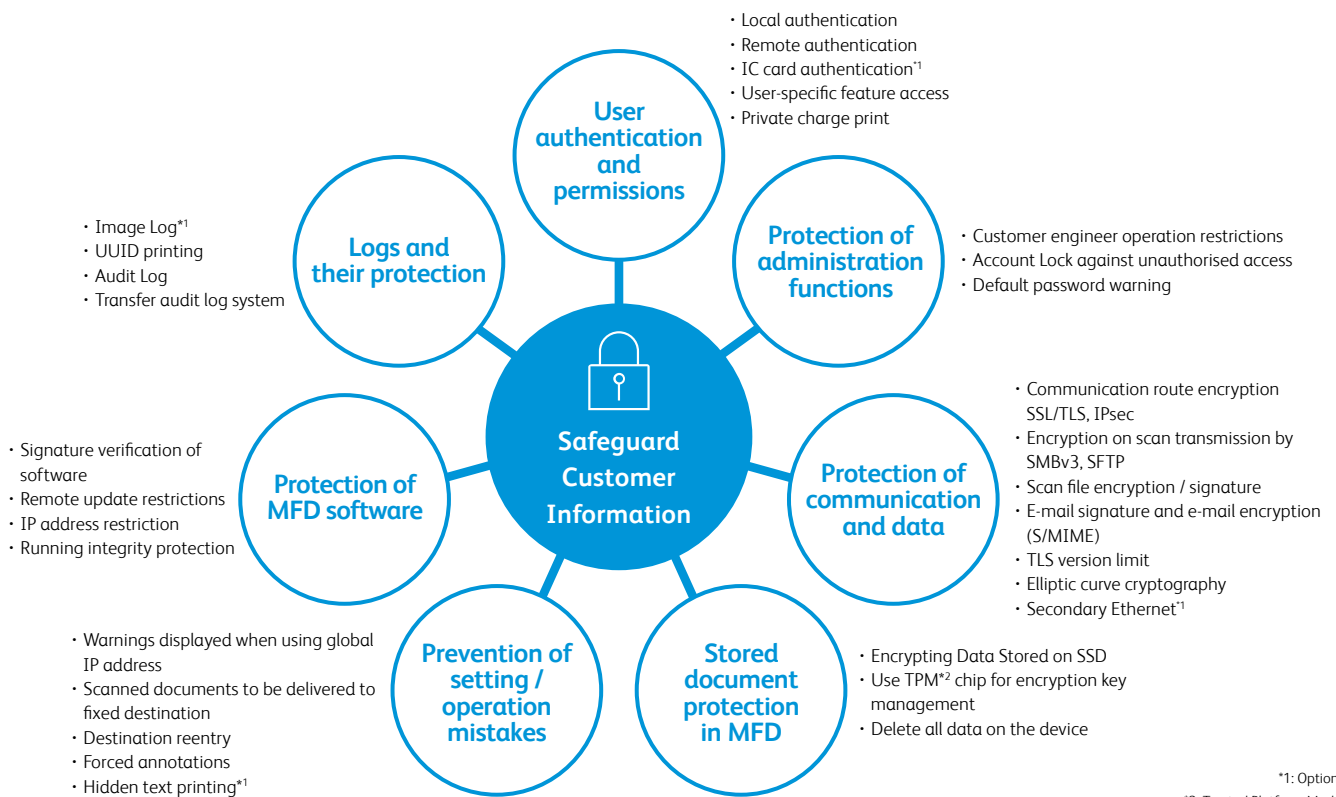 · Local authentication
· Remote authentication
· IC card authentication*1
· User-specific feature access
· Private charge print
User
authentication
and
permissions
· Image Log*1
· UUID printing
· Audit Log
· Transfer audit log system
Logs and
their protection
Protection of
administration
functions
· Customer engineer operation restrictions
· Account Lock against unauthorised access
· Default password warning
Safeguard
Customer
Information
· Signature verification of
software
· Remote update restrictions
· IP address restriction
· Running integrity protection
Protection of
MFD software
Protection of
communication
and data
· Communication route encryption
SSL/TLS, IPsec
· Encryption on scan transmission by
SMBv3, SFTP
· Scan file encryption / signature
· E-mail signature and e-mail encryption
(S/MIME)
· TLS version limit
· Elliptic curve cryptography
· Secondary Ethernet*1
· Warnings displayed when using global
IP address
· Scanned documents to be delivered to
fixed destination
· Destination reentry
· Forced annotations
· Hidden text printing*1
Prevention of
setting /
operation
mistakes
Stored
document
protection
in MFD
· Encrypting Data Stored on SSD
· Use TPM*2 chip for encryption key
management
· Delete all data on the device
*1: Option